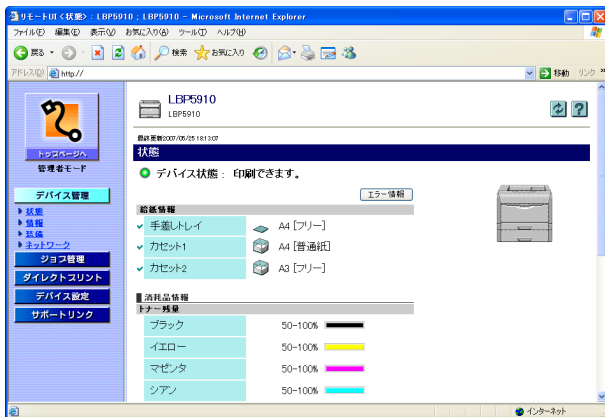 リモートUI <状態> : LBP5910 ; LBP5910 - Microsoft Internet Explorer
ファイル(F) 編集(E) 表示(V) お気に入り(A) ツール(T) ヘルプ(H)
戻る 検索 お気に入り
アドレス(D) http:// 移動 リンク »
LBP5910
LBP5910
最終更新2007/05/25 18:13:07
トップページへ
管理者モード
デバイス管理
状態
情報
装備
ネットワーク
ジョブ管理
ダイレクトプリント
デバイス設定
サポートリンク
状態
デバイス状態 : 印刷できます。
エラー情報
給紙情報
手差しトレイ A4 [フリー]
カセット1 A4 [普通紙]
カセット2 A3 [フリー]
消耗品情報
トナー残量
ブラック 50-100%
イエロー 50-100%
マゼンタ 50-100%
シアン 50-100%
インターネット